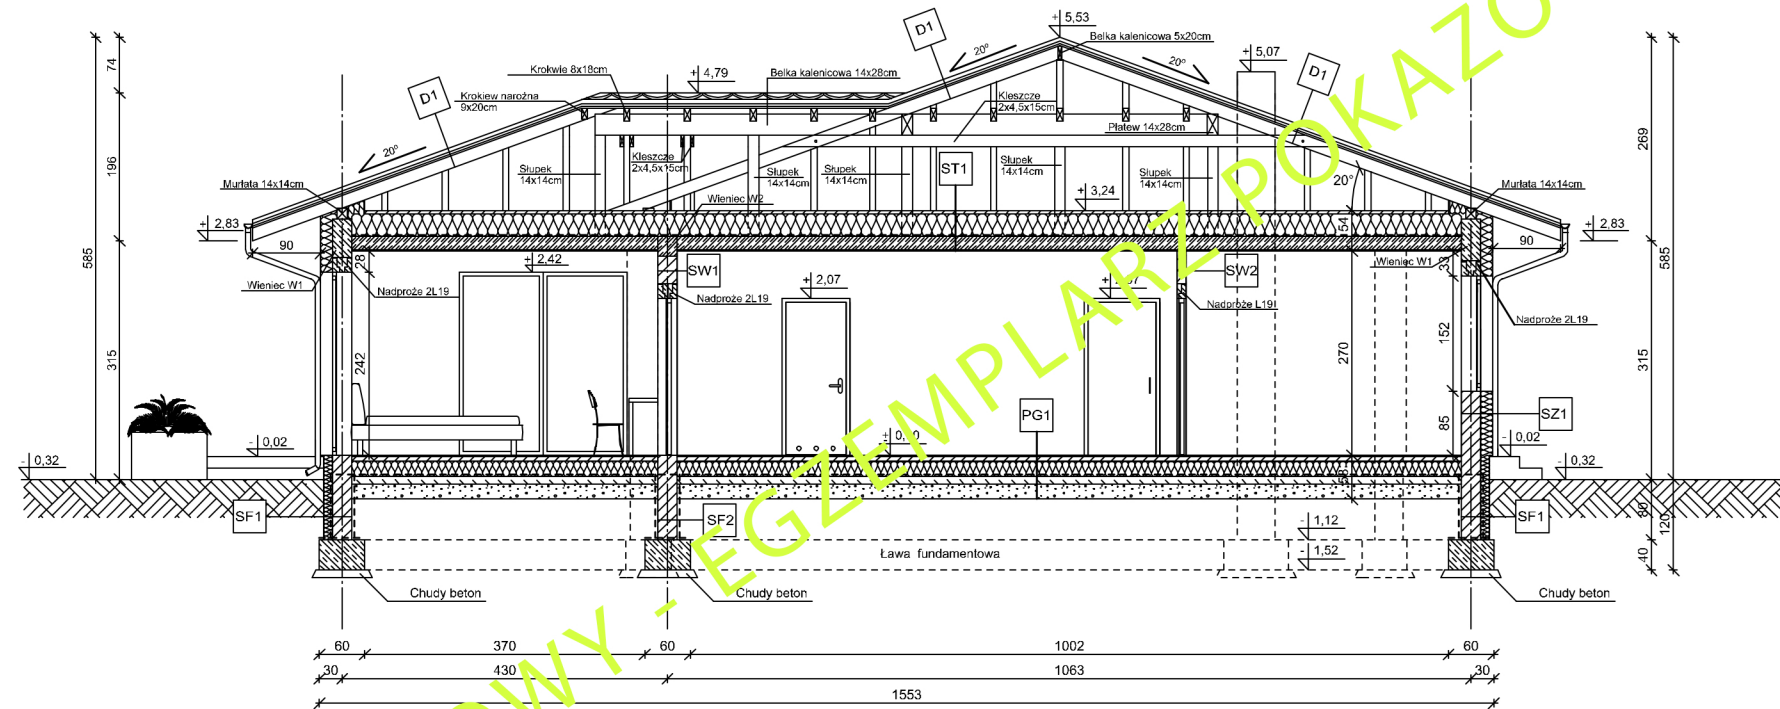 + 5,53
D1
Belka kalenicowa 5x20cm
20°
20°
+ 5,07
D1
Krokwie 8x18cm
+ 4,79
Belka kalenicowa 14x28cm
D1
Krokiew narożna
9x20cm
Kleszcze
2x4,5x15cm
Płatew 14x28cm
20°
Kleszcze
2x4,5x15cm
Słupek
14x14cm
Słupek
14x14cm
Słupek
14x14cm
ST1
Słupek
14x14cm
Słupek
14x14cm
20°
Murłata 14x14cm
Murłata 14x14cm
Wieniec W2
+ 3,24
+ 2,83
+ 2,83
90
90
54
28
33
Wieniec W1
Wieniec W1
+ 2,42
SW1
SW2
+ 2,07
Nadproże 2L19
Nadproże 2L19
Nadproże L19
Nadproże 2L19
74
196
315
585
269
315
585
242
270
152
85
PG1
SZ1
- 0,02
- 0,02
- 0,32
- 0,32
58
SF1
SF2
SF1
80
120
40
- 1,12
- 1,52
Ława fundamentowa
Chudy beton
Chudy beton
Chudy beton
60 370 60 1002 60
30 430 1063 30
1553
WY - EGZEMPLARZ POKAZO